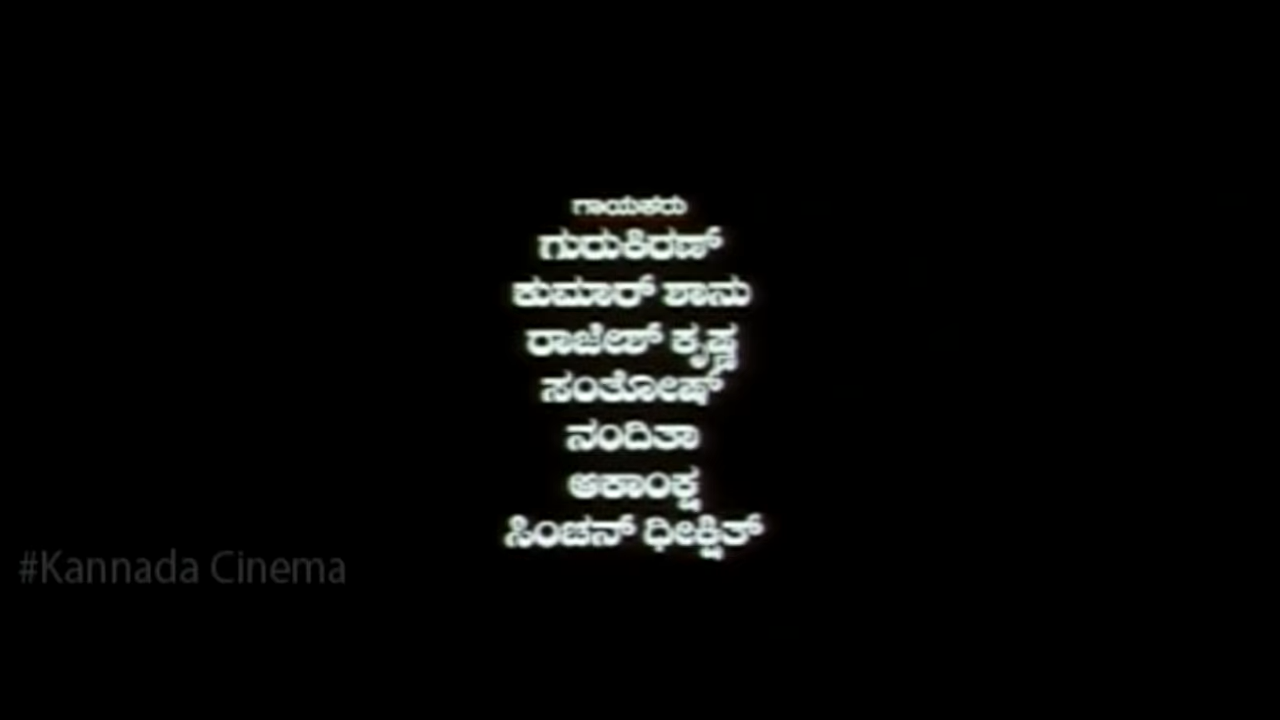 ಗಾಯಕರು
ಗುರುಕಿರಣ್
ಕುಮಾರ್ ಶಾನು
ರಾಜೇಶ್ ಕೃಷ್ಣ
ಸಂತೋಷ್
ನಂದಿತಾ
ಆಕಾಂಕ್ಷ
ಸಿಂಚನ್ ಧೀಕ್ಷಿತ್
#Kannada Cinema